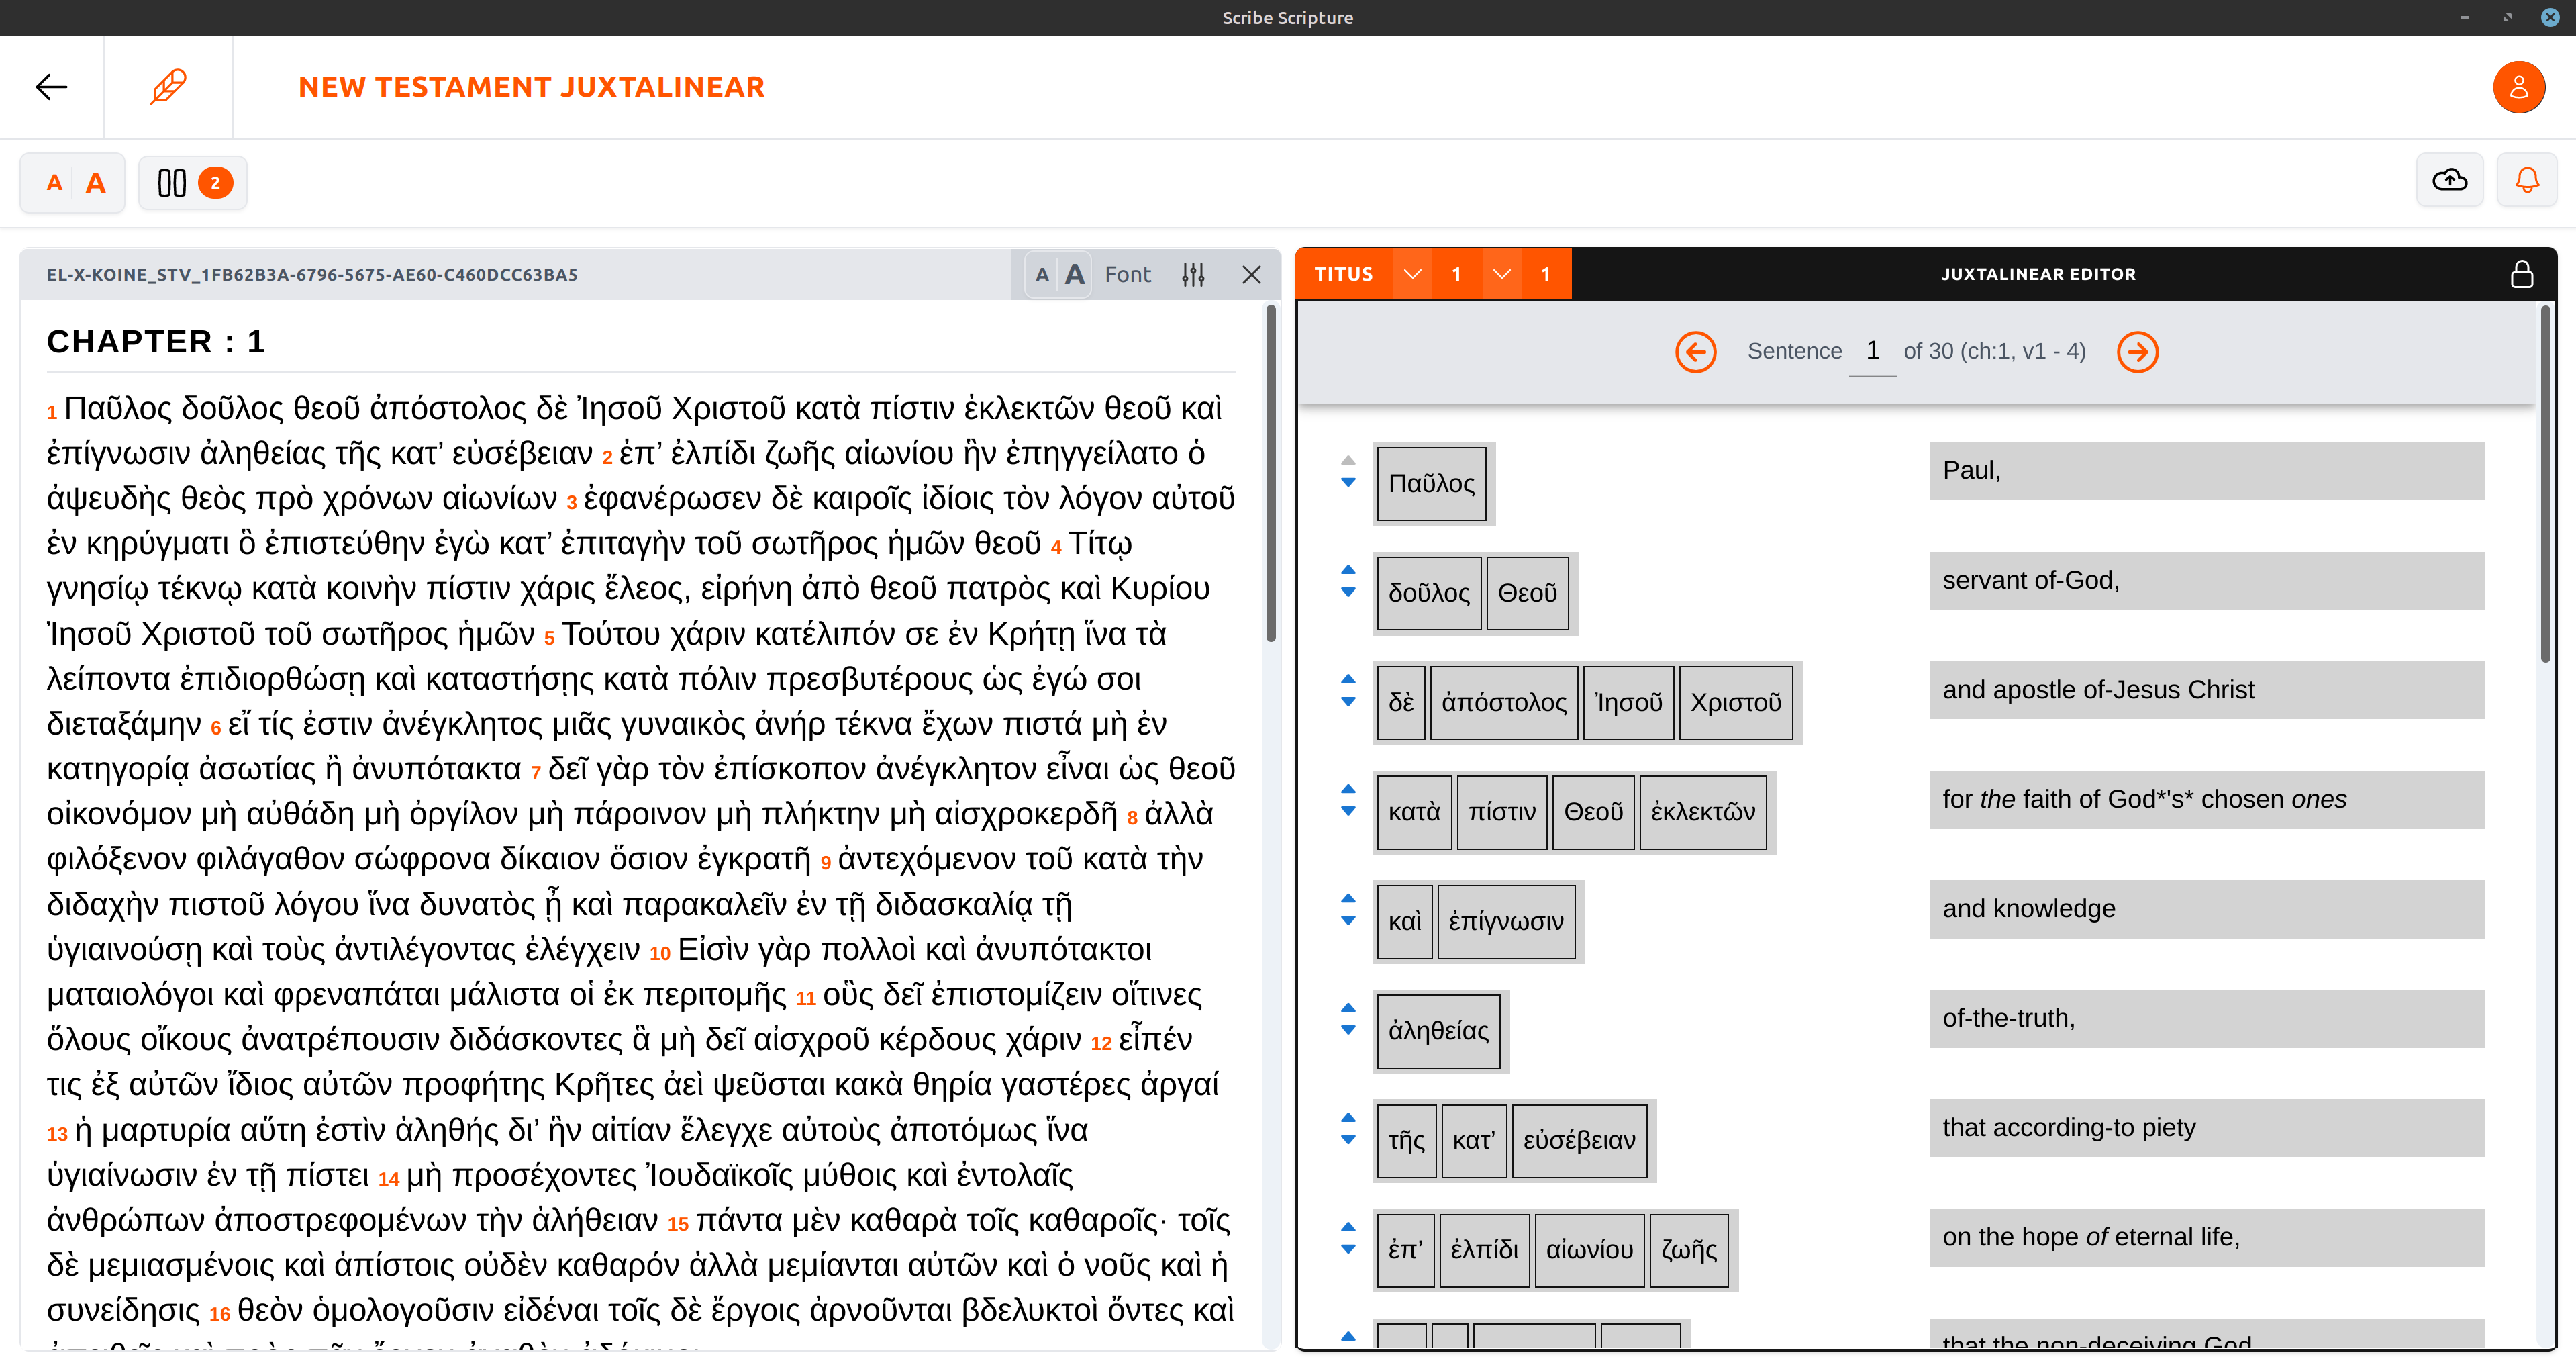 Scribe Scripture
NEW TESTAMENT JUXTALINEAR
A A 2
EL-X-KOINE_STV_1FB62B3A-6796-5675-AE60-C460DCC63BA5
A A Font
CHAPTER : 1
1 Παῦλος δοῦλος θεοῦ ἀπόστολος δὲ Ἰησοῦ Χριστοῦ κατὰ πίστιν ἐκλεκτῶν θεοῦ καὶ
ἐπίγνωσιν ἀληθείας τῆς κατ’ εὐσέβειαν 2 ἐπ’ ἐλπίδι ζωῆς αἰωνίου ἣν ἐπηγγείλατο ὁ
ἀψευδὴς θεὸς πρὸ χρόνων αἰωνίων 3 ἐφανέρωσεν δὲ καιροῖς ἰδίοις τὸν λόγον αὐτοῦ
ἐν κηρύγματι ὃ ἐπιστεύθην ἐγὼ κατ’ ἐπιταγὴν τοῦ σωτῆρος ἡμῶν θεοῦ 4 Τίτῳ
γνησίῳ τέκνῳ κατὰ κοινὴν πίστιν χάρις ἔλεος, εἰρήνη ἀπὸ θεοῦ πατρὸς καὶ Κυρίου
Ἰησοῦ Χριστοῦ τοῦ σωτῆρος ἡμῶν 5 Τούτου χάριν κατέλιπόν σε ἐν Κρήτῃ ἵνα τὰ
λείποντα ἐπιδιορθώσῃ καὶ καταστήσῃς κατὰ πόλιν πρεσβυτέρους ὡς ἐγώ σοι
διεταξάμην 6 εἴ τίς ἐστιν ἀνέγκλητος μιᾶς γυναικὸς ἀνήρ τέκνα ἔχων πιστά μὴ ἐν
κατηγορίᾳ ἀσωτίας ἢ ἀνυπότακτα 7 δεῖ γὰρ τὸν ἐπίσκοπον ἀνέγκλητον εἶναι ὡς θεοῦ
οἰκονόμον μὴ αὐθάδη μὴ ὀργίλον μὴ πάροινον μὴ πλήκτην μὴ αἰσχροκερδῆ 8 ἀλλὰ
φιλόξενον φιλάγαθον σώφρονα δίκαιον ὅσιον ἐγκρατῆ 9 ἀντεχόμενον τοῦ κατὰ τὴν
διδαχὴν πιστοῦ λόγου ἵνα δυνατὸς ᾖ καὶ παρακαλεῖν ἐν τῇ διδασκαλίᾳ τῇ
ὑγιαινούσῃ καὶ τοὺς ἀντιλέγοντας ἐλέγχειν 10 Εἰσὶν γὰρ πολλοὶ καὶ ἀνυπότακτοι
ματαιολόγοι καὶ φρεναπάται μάλιστα οἱ ἐκ περιτομῆς 11 οὓς δεῖ ἐπιστομίζειν οἵτινες
ὅλους οἴκους ἀνατρέπουσιν διδάσκοντες ἃ μὴ δεῖ αἰσχροῦ κέρδους χάριν 12 εἶπέν
τις ἐξ αὐτῶν ἴδιος αὐτῶν προφήτης Κρῆτες ἀεὶ ψεῦσται κακὰ θηρία γαστέρες ἀργαί
13 ἡ μαρτυρία αὕτη ἐστὶν ἀληθής δι’ ἣν αἰτίαν ἔλεγχε αὐτοὺς ἀποτόμως ἵνα
ὑγιαίνωσιν ἐν τῇ πίστει 14 μὴ προσέχοντες Ἰουδαϊκοῖς μύθοις καὶ ἐντολαῖς
ἀνθρώπων ἀποστρεφομένων τὴν ἀλήθειαν 15 πάντα μὲν καθαρὰ τοῖς καθαροῖς· τοῖς
δὲ μεμιασμένοις καὶ ἀπίστοις οὐδὲν καθαρόν ἀλλὰ μεμίανται αὐτῶν καὶ ὁ νοῦς καὶ ἡ
συνείδησις 16 θεὸν ὁμολογοῦσιν εἰδέναι τοῖς δὲ ἔργοις ἀρνοῦνται βδελυκτοὶ ὄντες καὶ
TITUS 1 1 JUXTALINEAR EDITOR
Sentence 1 of 30 (ch:1, v1 - 4)
Παῦλος Paul,
δοῦλος Θεοῦ servant of-God,
δὲ ἀπόστολος Ἰησοῦ Χριστοῦ and apostle of-Jesus Christ
κατὰ πίστιν Θεοῦ ἐκλεκτῶν for the faith of God*'s* chosen ones
καὶ ἐπίγνωσιν and knowledge
ἀληθείας of-the-truth,
τῆς κατ’ εὐσέβειαν that according-to piety
ἐπ’ ἐλπίδι αἰωνίου ζωῆς on the hope of eternal life,
that the non-deceiving God